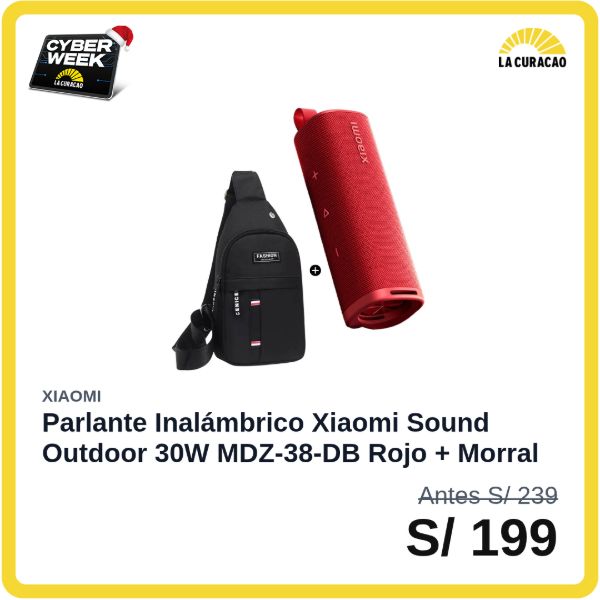 CYBER
WEEK
LA CURACAO
LA CURACAO
xiaomi
FASHION
XIAOMI
Parlante Inalámbrico Xiaomi Sound
Outdoor 30W MDZ-38-DB Rojo + Morral
Antes S/ 239
S/ 199